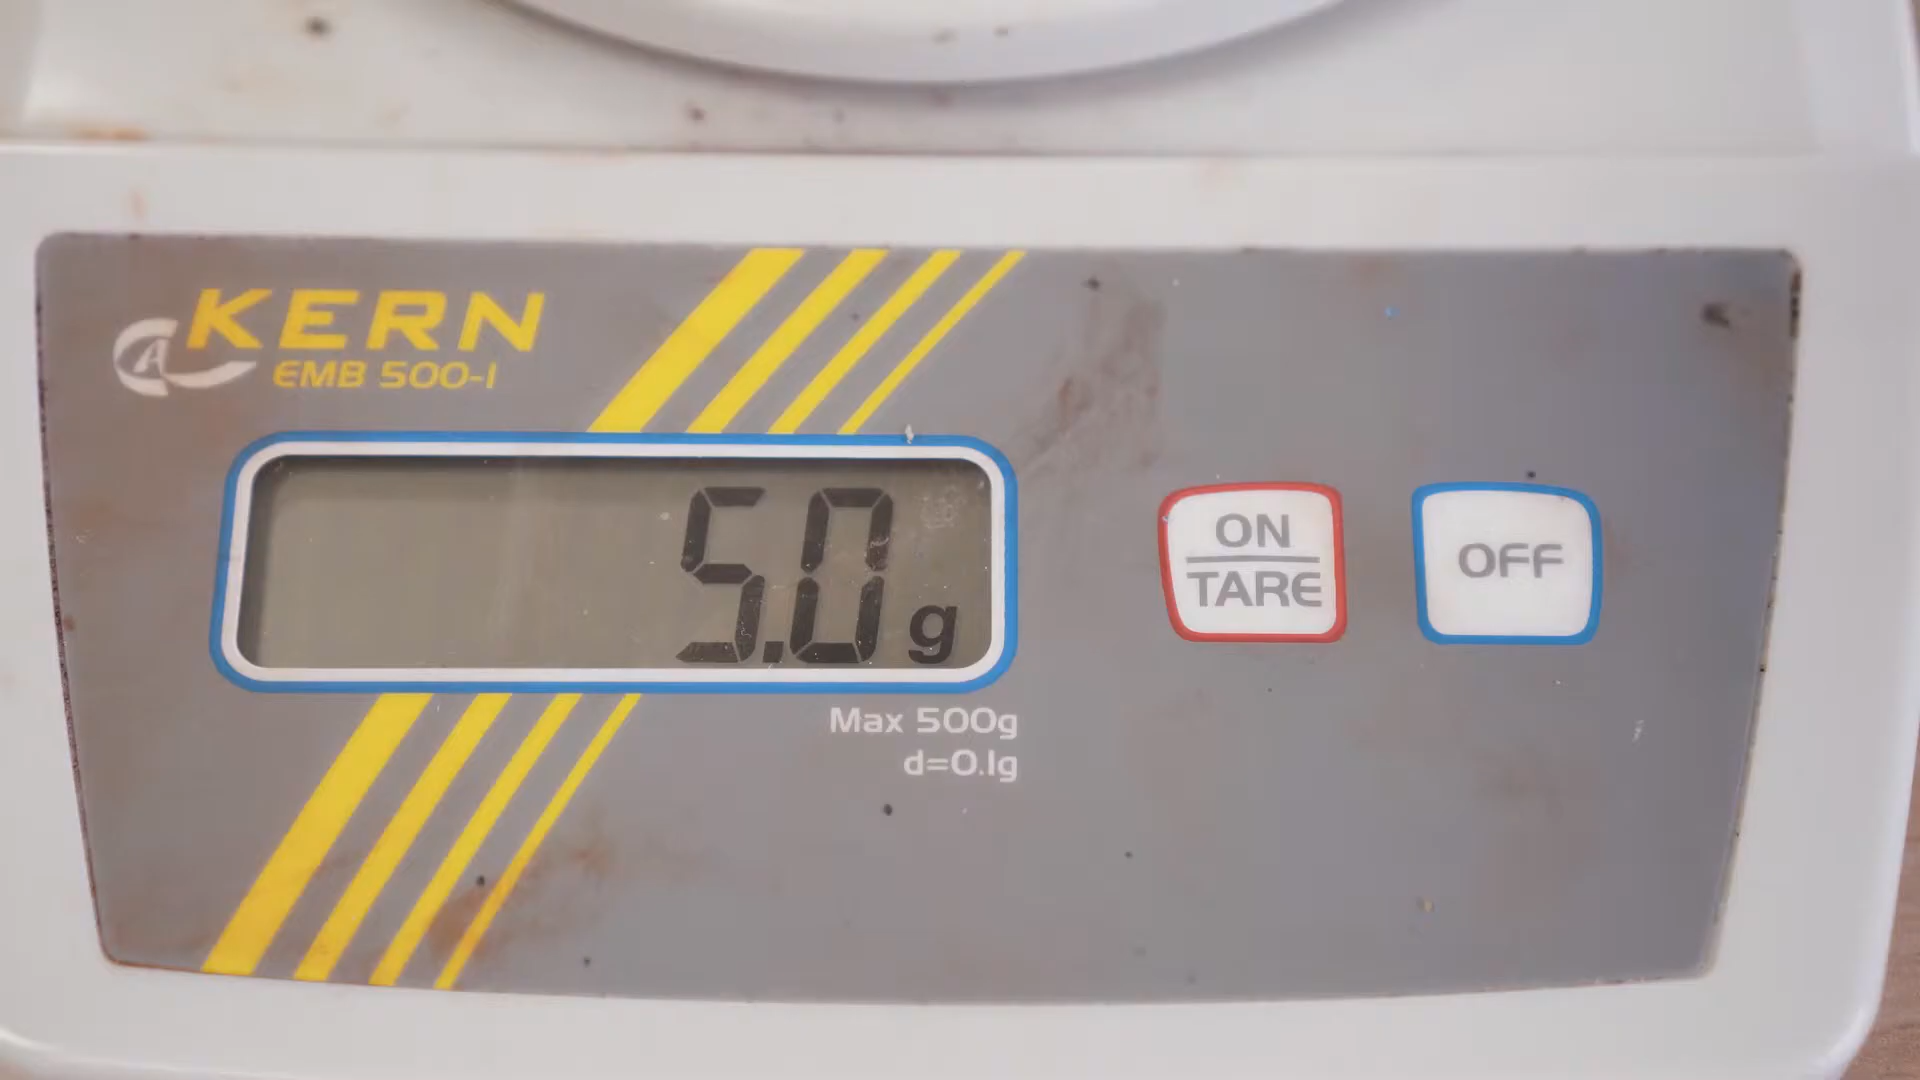 KERN
EMB 500-1
5.0 g
ON
TARE
OFF
Max 500g
d=0.1g